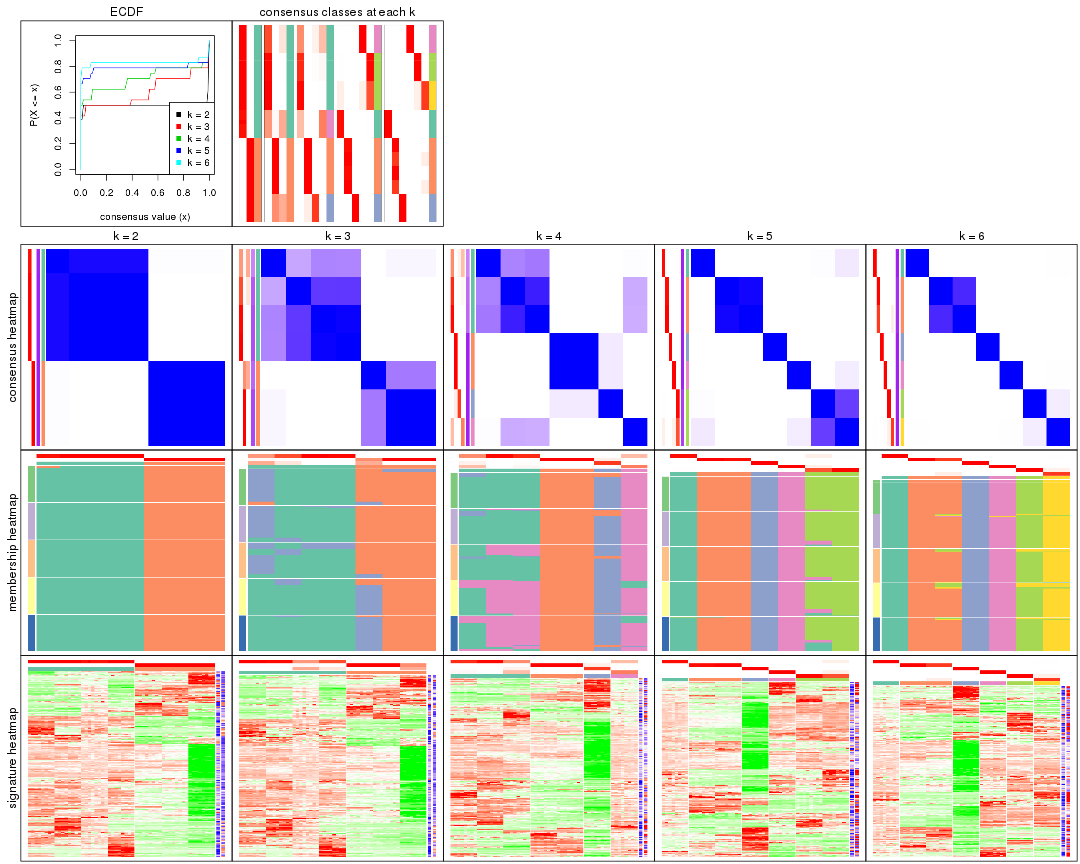 ECDF
consensus classes at each k
P(X <= x)
0.0 0.2 0.4 0.6 0.8 1.0
k = 2
k = 3
k = 4
k = 5
k = 6
0.0 0.2 0.4 0.6 0.8 1.0
consensus value (x)
k = 2
k = 3
k = 4
k = 5
k = 6
consensus heatmap
membership heatmap
signature heatmap